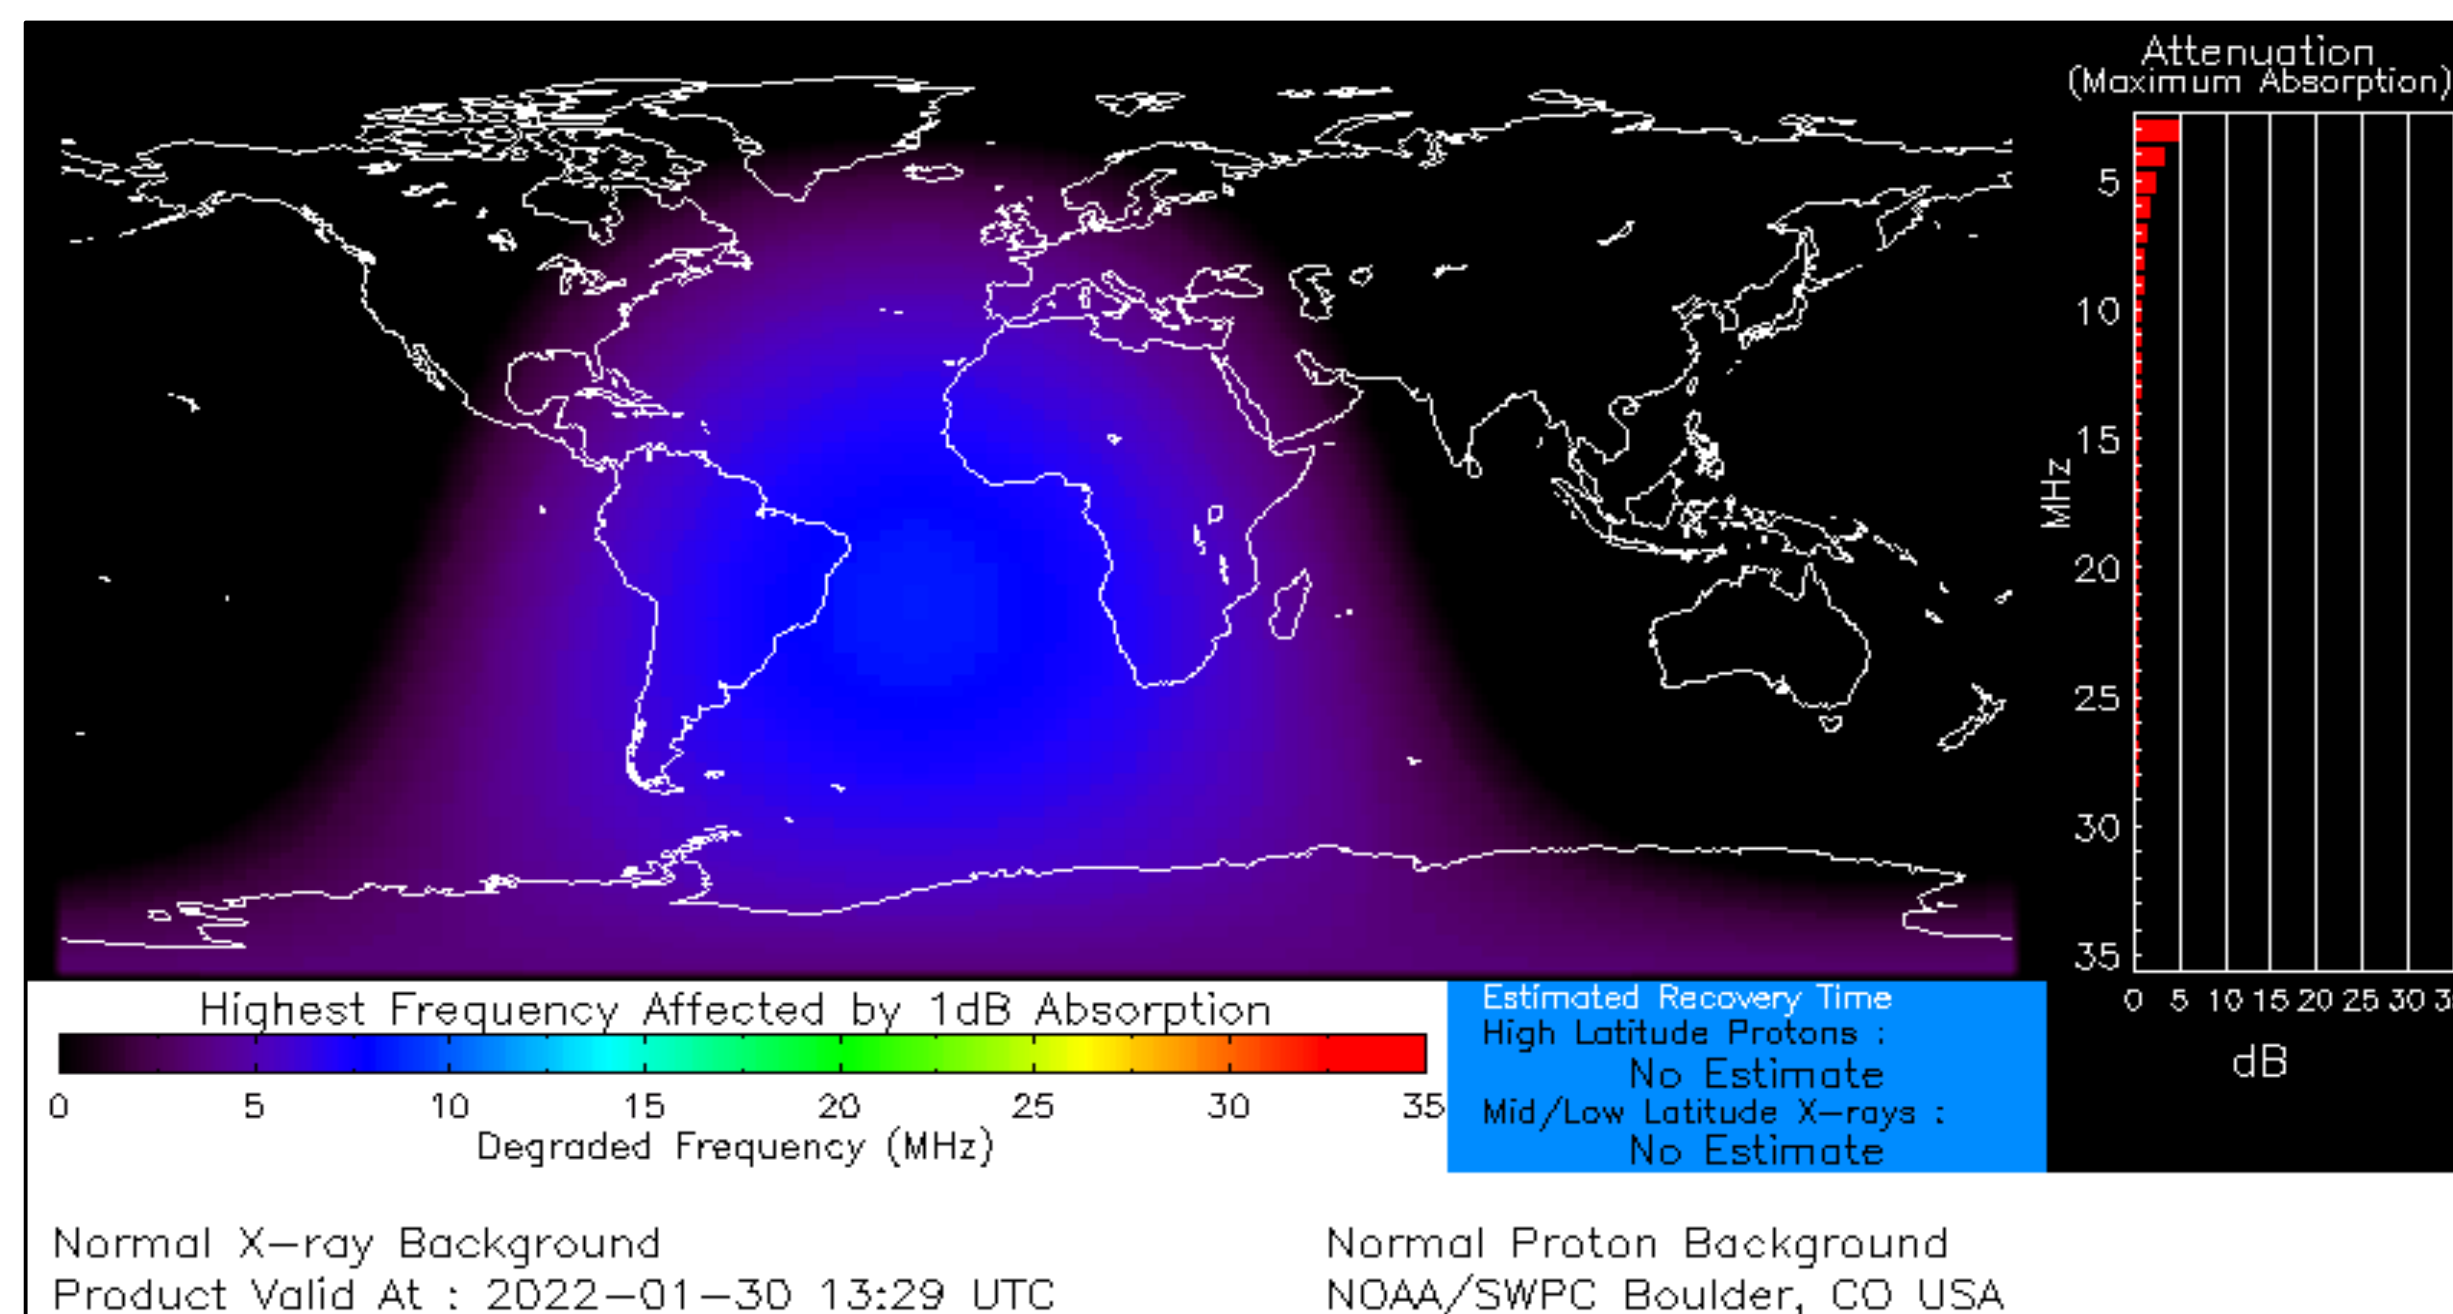 Attenuation
(Maximum Absorption)
5
10
15
20
25
30
35
MHz
0 5 10 15 20 25 30
dB
Highest Frequency Affected by 1dB Absorption
0 5 10 15 20 25 30 35
Degraded Frequency (MHz)
Estimated Recovery Time
High Latitude Protons :
No Estimate
Mid/Low Latitude X-rays :
No Estimate
Normal X-ray Background
Normal Proton Background
Product Valid At : 2022-01-30 13:29 UTC
NOAA/SWPC Boulder, CO USA